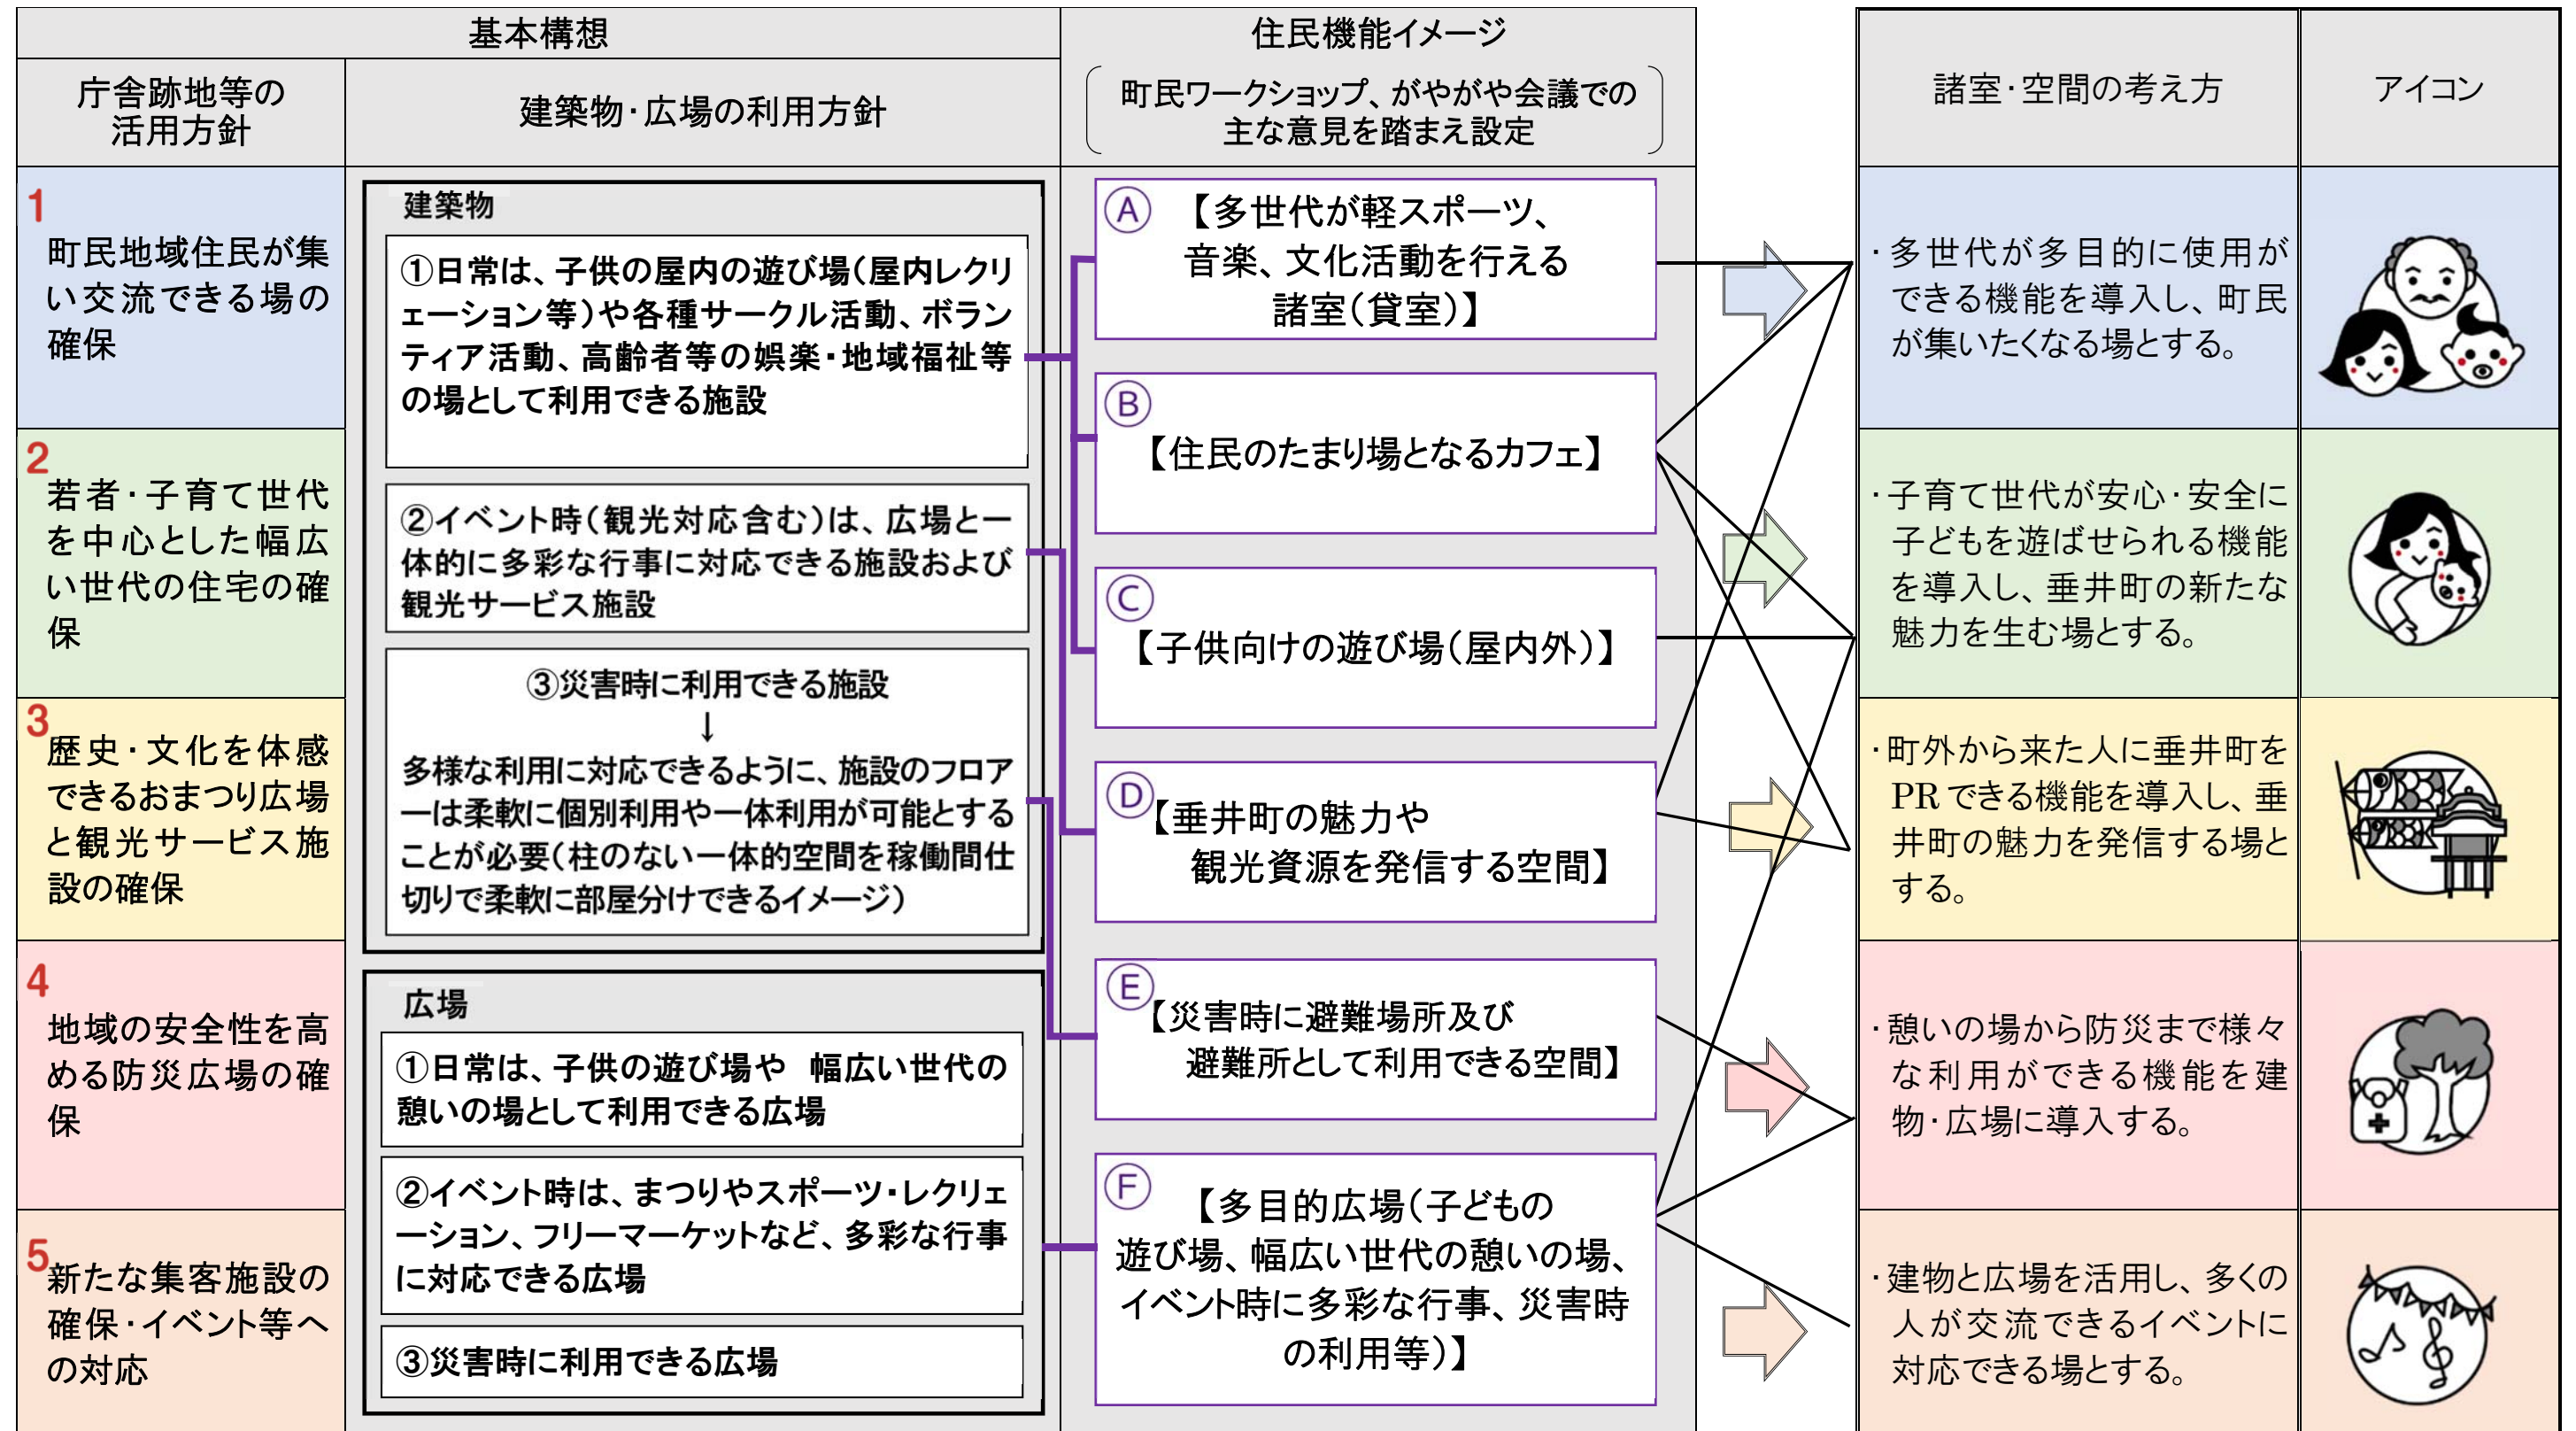 基本構想
庁舎跡地等の
活用方針
建築物・広場の利用方針
住民機能イメージ
町民ワークショップ、がやがや会議での
主な意見を踏まえ設定
諸室・空間の考え方
アイコン
1
町民地域住民が集
い交流できる場の
確保
2
若者・子育て世代
を中心とした幅広
い世代の住宅の確
保
3
歴史・文化を体感
できるおまつり広場
と観光サービス施
設の確保
4
地域の安全性を高
める防災広場の確
保
5
新たな集客施設の
確保・イベント等へ
の対応
建築物
①日常は、子供の屋内の遊び場（屋内レクリ
ェーション等）や各種サークル活動、ボラン
ティア活動、高齢者等の娯楽・地域福祉等
の場として利用できる施設
②イベント時（観光対応含む）は、広場と一
体的に多彩な行事に対応できる施設および
観光サービス施設
③災害時に利用できる施設
↓
多様な利用に対応できるように、施設のフロア
ーは柔軟に個別利用や一体利用が可能とする
ことが必要（柱のない一体的空間を稼働間仕
切りで柔軟に部屋分けできるイメージ）
広場
①日常は、子供の遊び場や　幅広い世代の
憩いの場として利用できる広場
②イベント時は、まつりやスポーツ・レクリェ
ーション、フリーマーケットなど、多彩な行事
に対応できる広場
③災害時に利用できる広場
Ⓐ
【多世代が軽スポーツ、
音楽、文化活動を行える
諸室（貸室）】
Ⓑ
【住民のたまり場となるカフェ】
Ⓒ
【子供向けの遊び場（屋内外）】
Ⓓ
【垂井町の魅力や
観光資源を発信する空間】
Ⓔ
【災害時に避難場所及び
避難所として利用できる空間】
Ⓕ
【多目的広場（子どもの
遊び場、幅広い世代の憩いの場、
イベント時に多彩な行事、災害時
の利用等）】
・多世代が多目的に使用が
できる機能を導入し、町民
が集いたくなる場とする。
・子育て世代が安心・安全に
子どもを遊ばせられる機能
を導入し、垂井町の新たな
魅力を生む場とする。
・町外から来た人に垂井町を
PRできる機能を導入し、垂
井町の魅力を発信する場と
する。
・憩いの場から防災まで様々
な利用ができる機能を建
物・広場に導入する。
・建物と広場を活用し、多くの
人が交流できるイベントに
対応できる場とする。